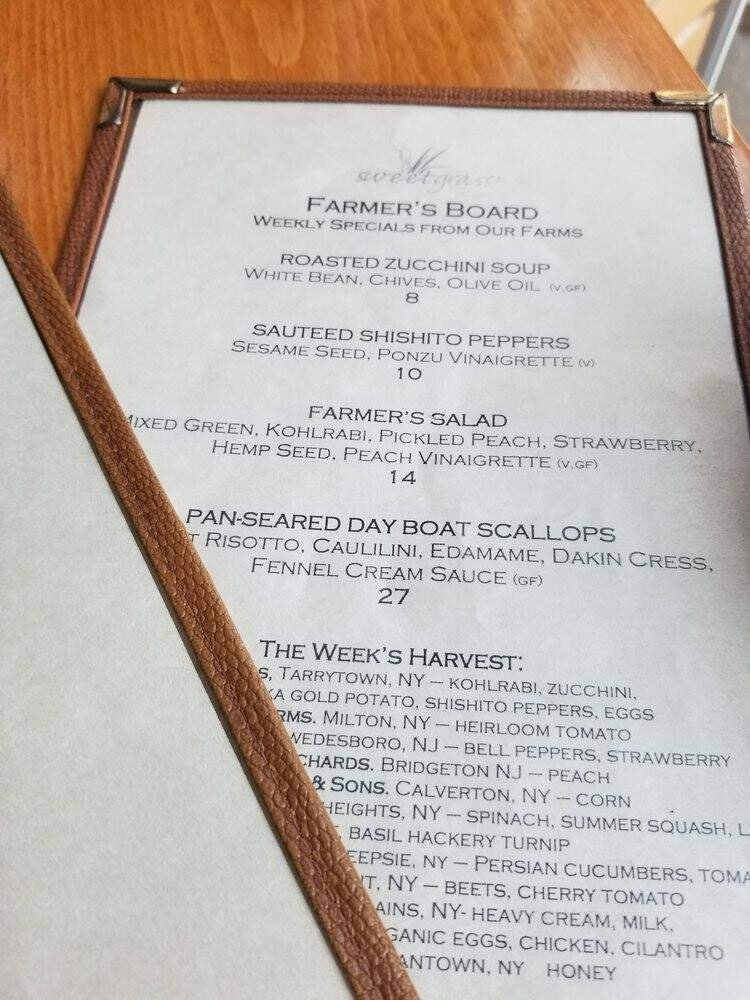 sweetgrass
FARMER'S BOARD
WEEKLY SPECIALS FROM OUR FARMS
ROASTED ZUCCHINI SOUP
WHITE BEAN, CHIVES, OLIVE OIL (V,GF)
8
SAUTEED SHISHITO PEPPERS
SESAME SEED, PONZU VINAIGRETTE (V)
10
FARMER'S SALAD
MIXED GREEN, KOHLRABI, PICKLED PEACH, STRAWBERRY,
HEMP SEED, PEACH VINAIGRETTE (V,GF)
14
PAN-SEARED DAY BOAT SCALLOPS
RISOTTO, CAULILINI, EDAMAME, DAKIN CRESS,
FENNEL CREAM SAUCE (GF)
27
THE WEEK'S HARVEST:
TARRYTOWN, NY – KOHLRABI, ZUCCHINI,
GOLD POTATO, SHISHITO PEPPERS, EGGS
MILTON, NY – HEIRLOOM TOMATO
NJ – BELL PEPPERS, STRAWBERRY
BRIDGETON NJ – PEACH
& SONS. CALVERTON, NY – CORN
HEIGHTS, NY – SPINACH, SUMMER SQUASH,
BASIL HACKERY TURNIP
NY – PERSIAN CUCUMBERS,
NY – BEETS, CHERRY TOMATO
NY- HEAVY CREAM, MILK,
EGGS, CHICKEN, CILANTRO
NY HONEY